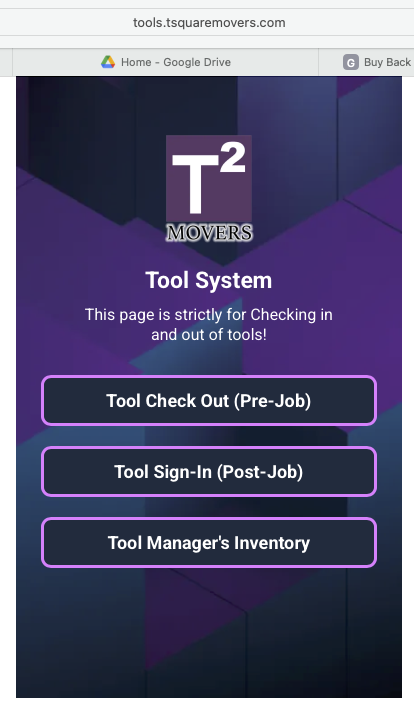 tools.tsquaremovers.com
Home - Google Drive
G Buy Back
T²
MOVERS
Tool System
This page is strictly for Checking in
and out of tools!
Tool Check Out (Pre-Job)
Tool Sign-In (Post-Job)
Tool Manager's Inventory